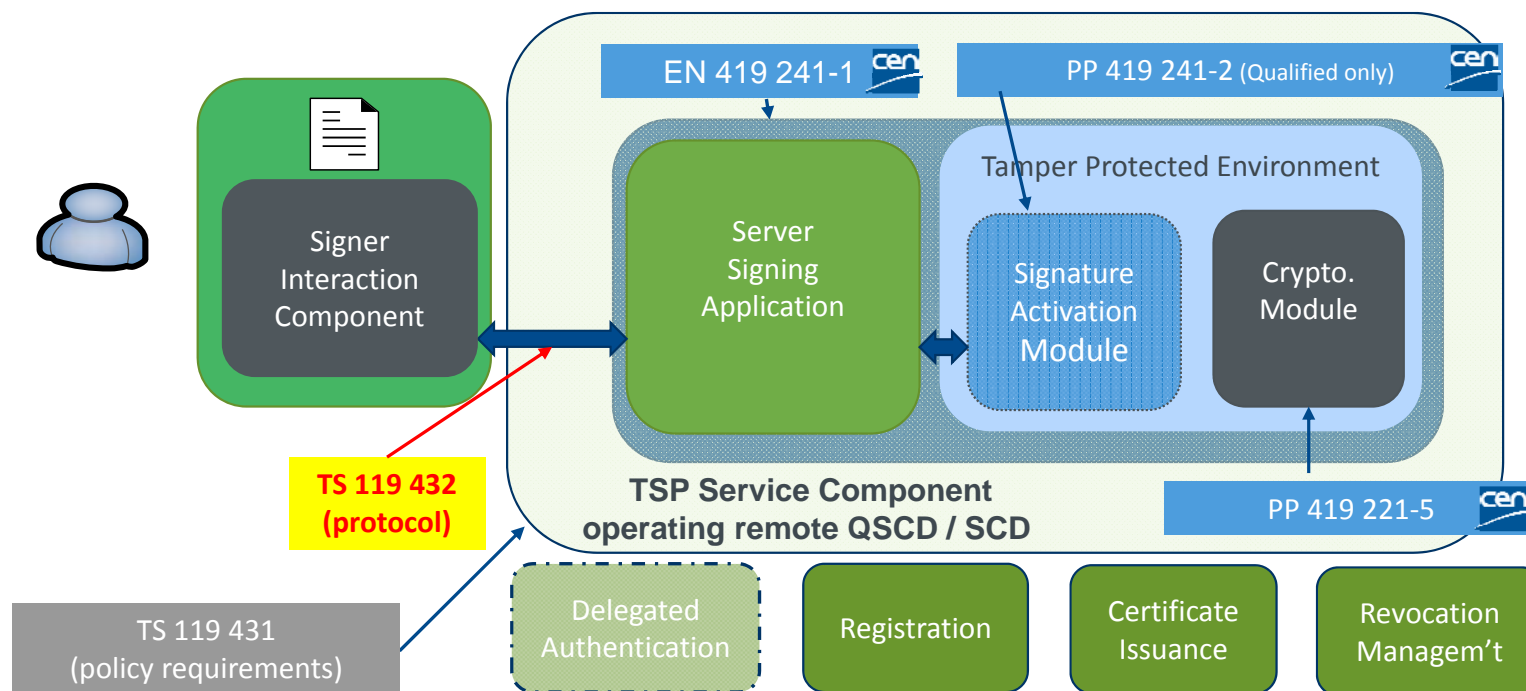 EN 419 241-1
cen
PP 419 241-2 (Qualified only)
cen
Tamper Protected Environment
Signer
Interaction
Component
Server
Signing
Application
Signature
Activation
Module
Crypto.
Module
TS 119 432
(protocol)
TSP Service Component
operating remote QSCD / SCD
PP 419 221-5
cen
TS 119 431
(policy requirements)
Delegated
Authentication
Registration
Certificate
Issuance
Revocation
Managem't